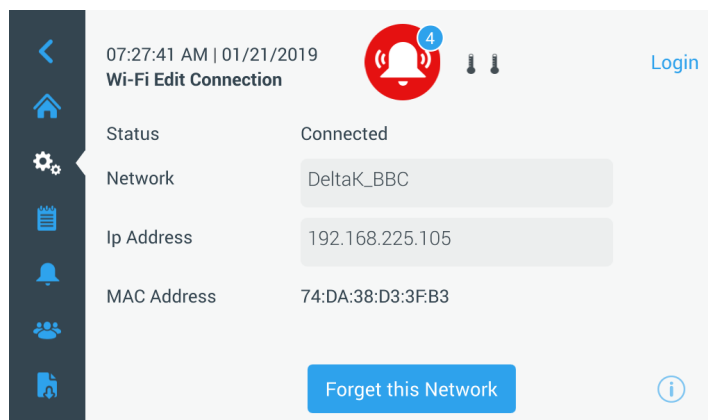 07:27:41 AM | 01/21/2019
Wi-Fi Edit Connection
4
Login
Status Connected
Network DeltaK_BBC
Ip Address 192.168.225.105
MAC Address 74:DA:38:D3:3F:B3
Forget this Network
i